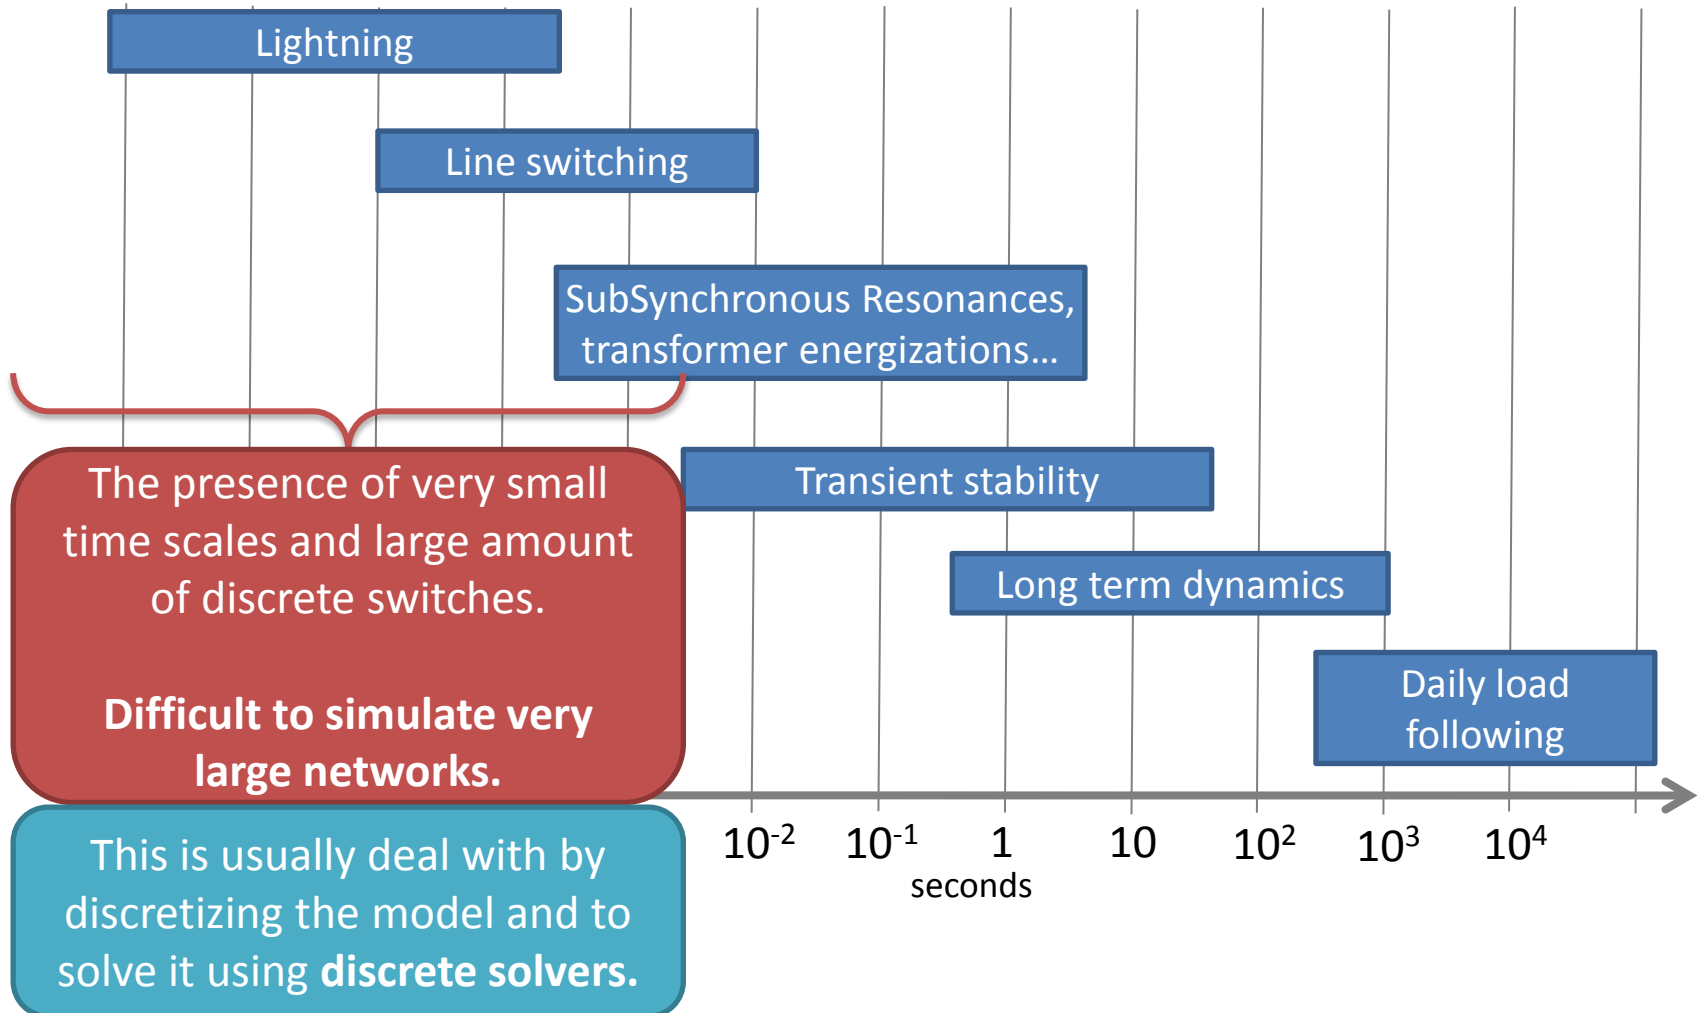 Lightning
Line switching
SubSynchronous Resonances,
transformer energizations…
The presence of very small
time scales and large amount
of discrete switches.
Difficult to simulate very
large networks.
Transient stability
Long term dynamics
Daily load
following
10⁻² 10⁻¹ 1 10 10² 10³ 10⁴
seconds
This is usually deal with by
discretizing the model and to
solve it using discrete solvers.